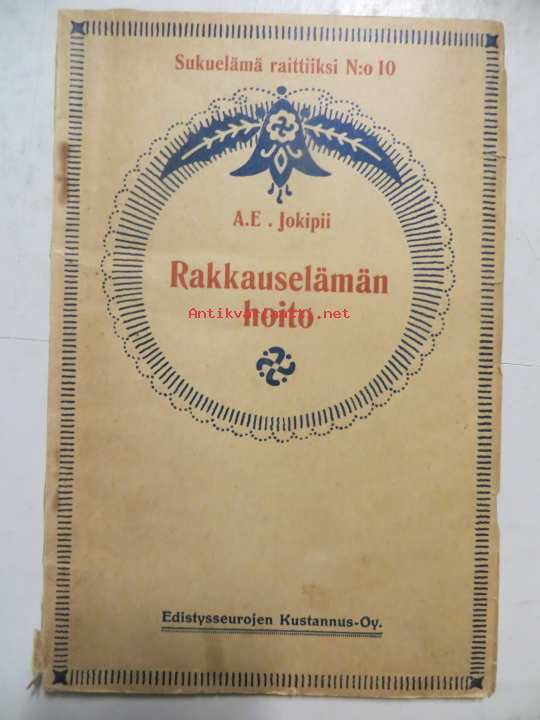 Sukuelämä raittiiksi N:o 10
A.E. Jokipii
Rakkauselämän
hoito
Antikvariaatti.net
Edistysseurojen Kustannus-Oy.